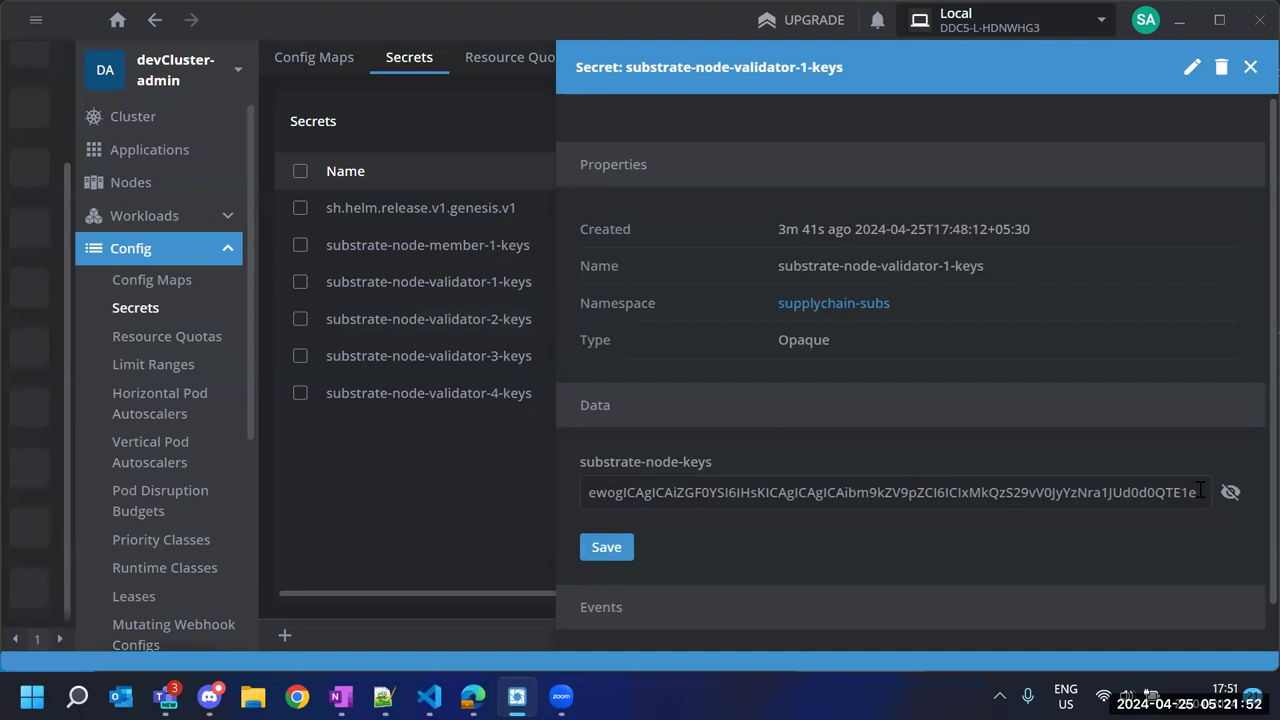 UPGRADE
Local
DDC5-L-HDNWHG3
SA
DA
devCluster-
admin
Cluster
Applications
Nodes
Workloads
Config
Config Maps
Secrets
Resource Quotas
Limit Ranges
Horizontal Pod
Autoscalers
Vertical Pod
Autoscalers
Pod Disruption
Budgets
Priority Classes
Runtime Classes
Leases
Mutating Webhook
Configs
1
Config Maps
Secrets
Resource Quo
Secrets
Name
sh.helm.release.v1.genesis.v1
substrate-node-member-1-keys
substrate-node-validator-1-keys
substrate-node-validator-2-keys
substrate-node-validator-3-keys
substrate-node-validator-4-keys
Secret: substrate-node-validator-1-keys
Properties
Created 3m 41s ago 2024-04-25T17:48:12+05:30
Name substrate-node-validator-1-keys
Namespace supplychain-subs
Type Opaque
Data
substrate-node-keys
ewogICAgICAiZGF0YSI6IHsKICAgICAgICAibm9kZV9pZCI6ICIxMkQzS29vV0JyYzNra1JUd0d0QTE1e
Save
Events
3
ENG
US
17:51
2024-04-25 05:21:52